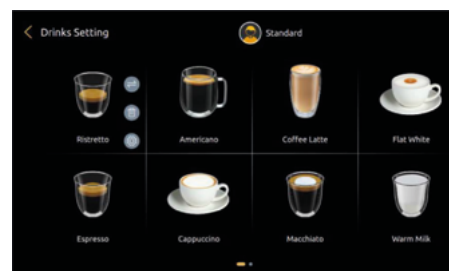 Drinks Setting
Standard
Ristretto
Americano
Coffee Latte
Flat White
Espresso
Cappuccino
Macchiato
Warm Milk